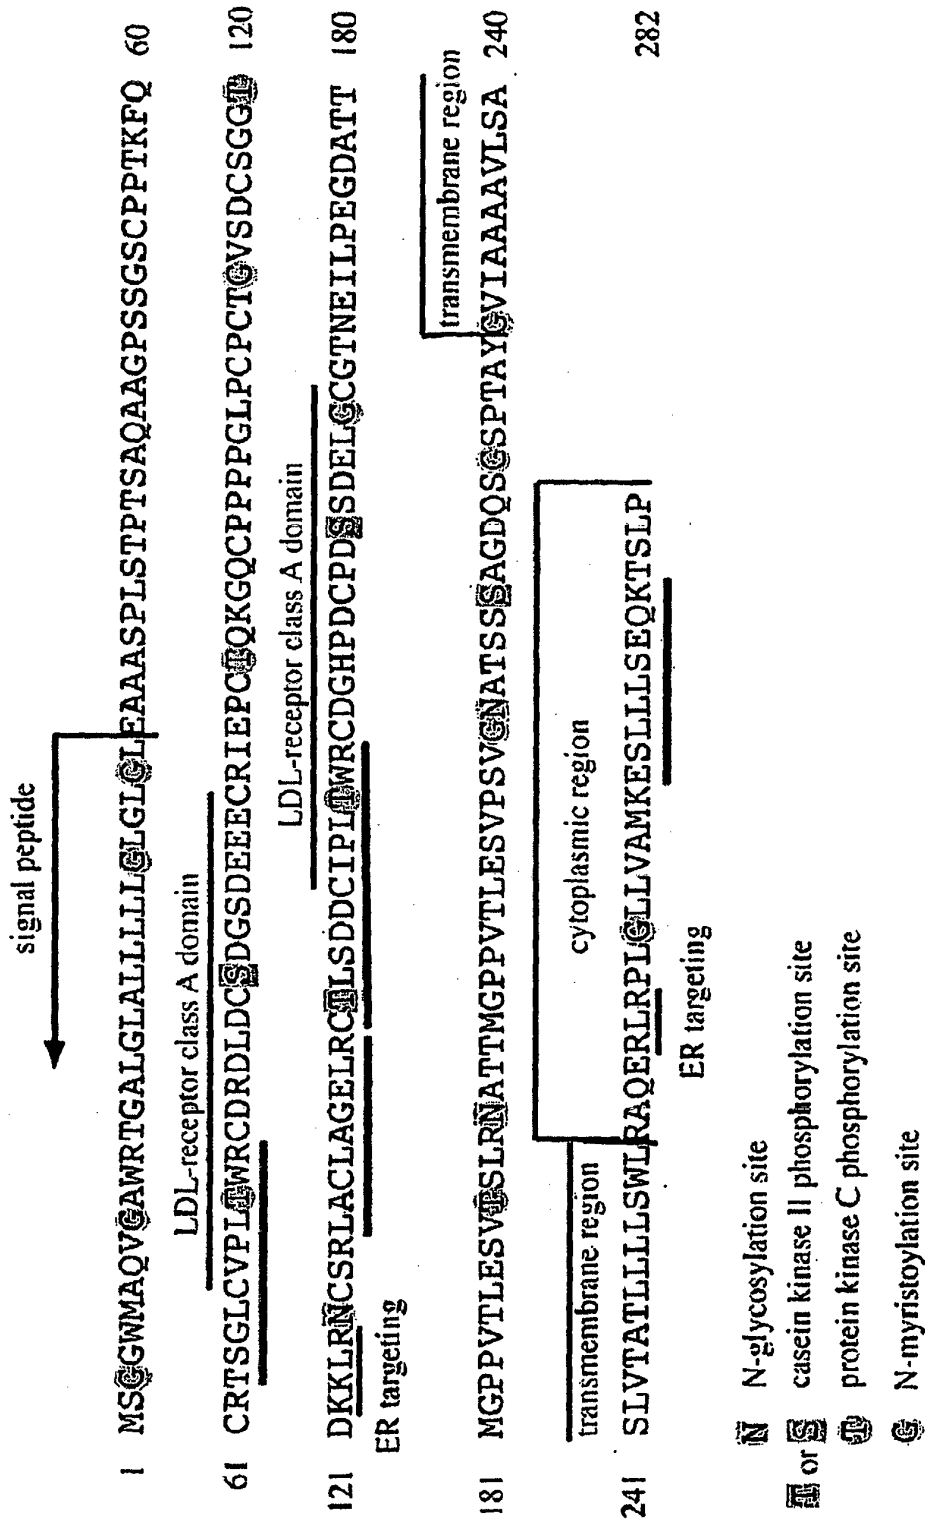 signal peptide
1 MSGGWMAQVGAWRTGALGLALLLLLGLGLGLEAAASPLSTPTSAQAAGPSSGSCPPTKFQ 60
LDL-receptor class A domain
61 CRTSGLCVPLTWRCDRDLDCSDGSDEEECRIEPCTQKGQCPPPPGLPCPCTGVSDCSGGT 120
LDL-receptor class A domain
121 DKKLRNCSRLACLAGELRCTLSDDCIPLTWRCDGHPDCPDSSDELGCGTNEILPEGDATT 180
ER targeting
transmembrane region
181 MGPPVTLESVTSLRNATTMGPPVTLESVPSVGNATSSSAGDQSGSPTAYGVIAAAAVLSA 240
transmembrane region cytoplasmic region
241 SLVTATLLLLSWLRAQERLRPLGLLVAMKESLLLSEQKTSLP 282
ER targeting
N N-glycosylation site
T or S casein kinase II phosphorylation site
T protein kinase C phosphorylation site
G N-myristoylation site